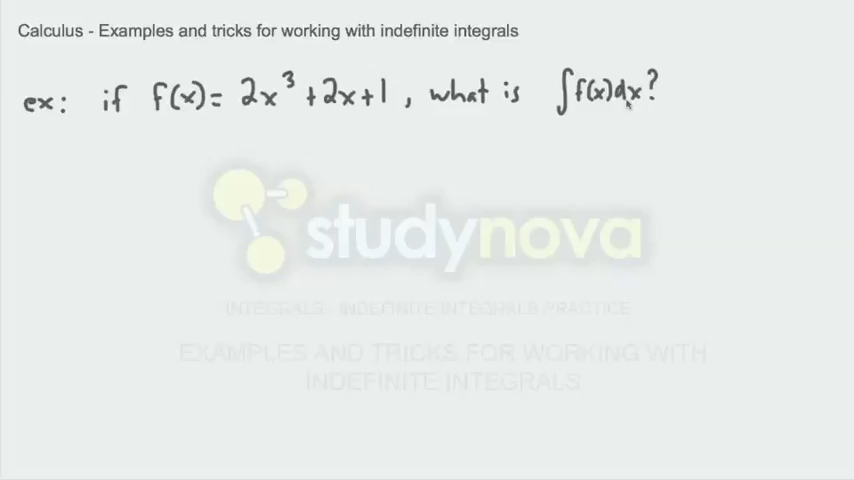 Calculus - Examples and tricks for working with indefinite integrals
ex: if f(x)= 2x³ +2x+1 , what is ∫f(x)dx?
studynova
INTEGRALS - INDEFINITE INTEGRALS PRACTICE
EXAMPLES AND TRICKS FOR WORKING WITH
INDEFINITE INTEGRALS